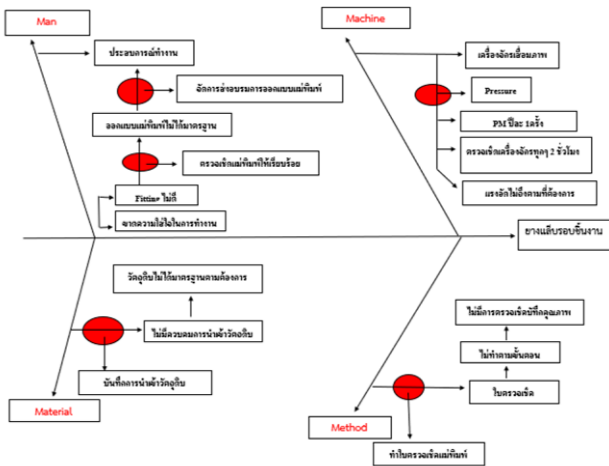 Man
Machine
ประสบการณ์ทำงาน
เครื่องจักรเสื่อมภาพ
จัดการส่งอบรมการออกแบบแม่พิมพ์
Pressure
ออกแบบแม่พิมพ์ไม่ได้มาตรฐาน
PM ปีละ 1ครั้ง
ตรวจเช็กแม่พิมพ์ให้เรียบร้อย
ตรวจเช็กเครื่องจักรทุกๆ 2 ชั่วโมง
Fitting ไม่ดี
แรงอัดไม่ถึงตามที่ต้องการ
ขาดความใส่ใจในการทำงาน
ยางแลบรอบชิ้นงาน
วัตถุดิบไม่ได้มาตรฐานตามต้องการ
ไม่มีการตรวจเช็คบันทึกคุณภาพ
ไม่มีควบคุมการนำเข้าวัตถุดิบ
ไม่ทำตามขั้นตอน
บันทึกการนำเข้าวัตถุดิบ
ใบตรวจเช็ค
Material
Method
ทำใบตรวจเช็คแม่พิมพ์